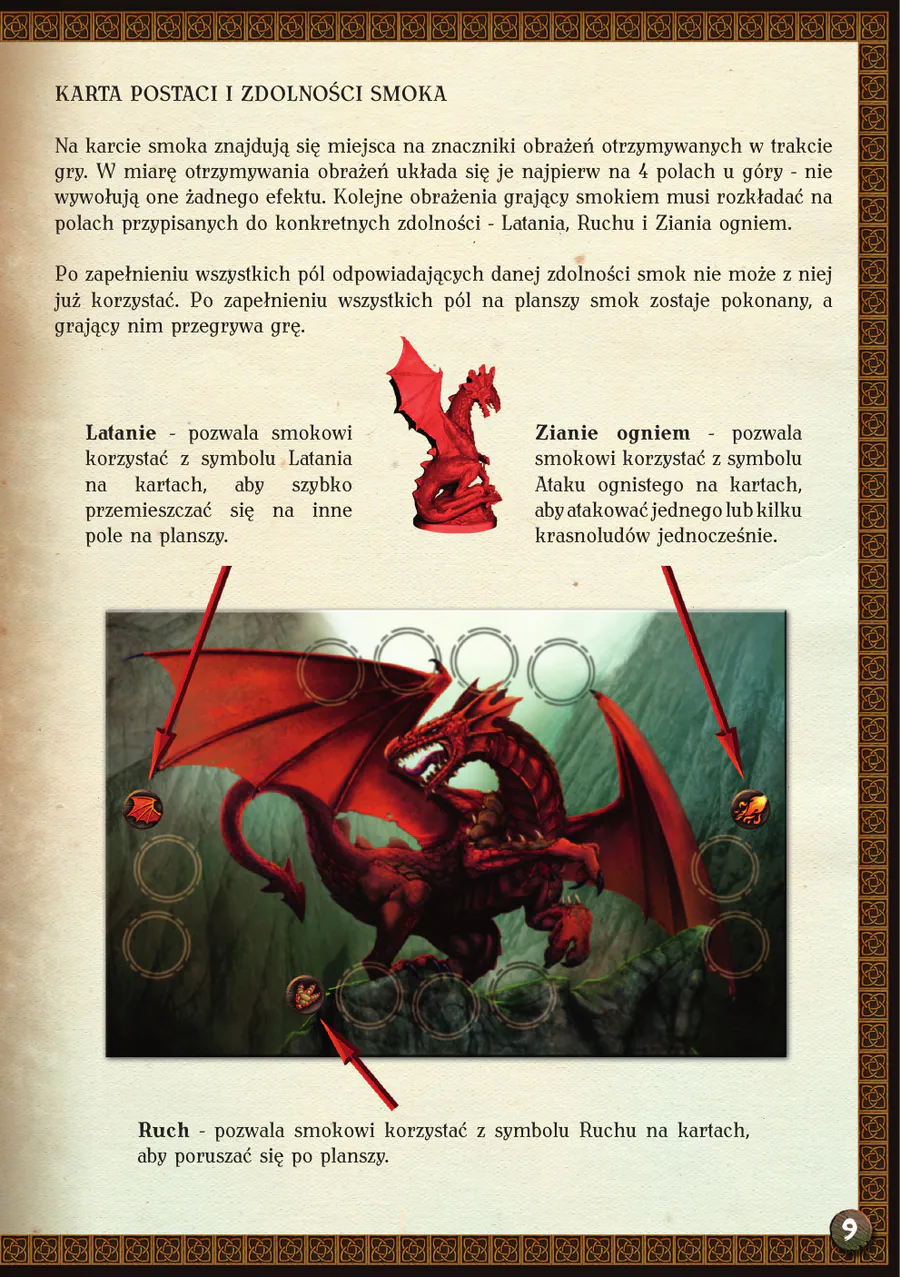 KARTA POSTACI I ZDOLNOŚCI SMOKA
Na karcie smoka znajdują się miejsca na znaczniki obrażeń otrzymywanych w trakcie
gry. W miarę otrzymywania obrażeń układa się je najpierw na 4 polach u góry - nie
wywołują one żadnego efektu. Kolejne obrażenia grający smokiem musi rozkładać na
polach przypisanych do konkretnych zdolności - Latania, Ruchu i Ziania ogniem.
Po zapełnieniu wszystkich pól odpowiadających danej zdolności smok nie może z niej
już korzystać. Po zapełnieniu wszystkich pól na planszy smok zostaje pokonany, a
grający nim przegrywa grę.
Latanie - pozwala smokowi
korzystać z symbolu Latania
na kartach, aby szybko
przemieszczać się na inne
pole na planszy.
Zianie ogniem - pozwala
smokowi korzystać z symbolu
Ataku ognistego na kartach,
aby atakować jednego lub kilku
krasnoludów jednocześnie.
Ruch - pozwala smokowi korzystać z symbolu Ruchu na kartach,
aby poruszać się po planszy.
9